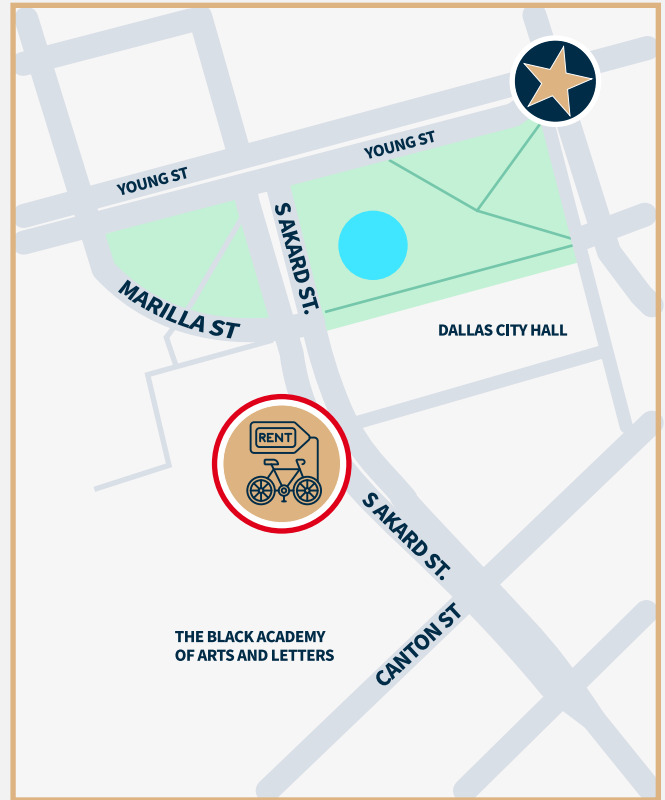 YOUNG ST
YOUNG ST
S AKARD ST.
MARILLA ST
DALLAS CITY HALL
RENT
S AKARD ST.
CANTON ST
THE BLACK ACADEMY
OF ARTS AND LETTERS